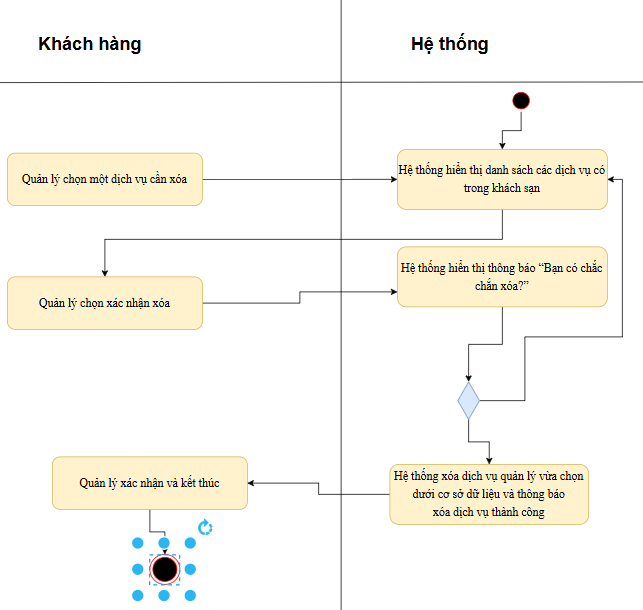 Khách hàng
Hệ thống
Quản lý chọn một dịch vụ cần xóa
Hệ thống hiển thị danh sách các dịch vụ có
trong khách sạn
Quản lý chọn xác nhận xóa
Hệ thống hiển thị thông báo “Bạn có chắc
chắn xóa?”
Quản lý xác nhận và kết thúc
Hệ thống xóa dịch vụ quản lý vừa chọn
dưới cơ sở dữ liệu và thông báo
xóa dịch vụ thành công